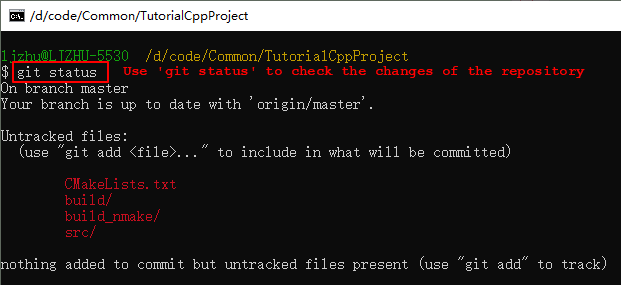 /d/code/Common/TutorialCppProject
ljzhu@LJZHU-5530 /d/code/Common/TutorialCppProject
$ git status Use 'git status' to check the changes of the repository
On branch master
Your branch is up to date with 'origin/master'.
Untracked files:
(use "git add <file>..." to include in what will be committed)
CMakeLists.txt
build/
build_nmake/
src/
nothing added to commit but untracked files present (use "git add" to track)